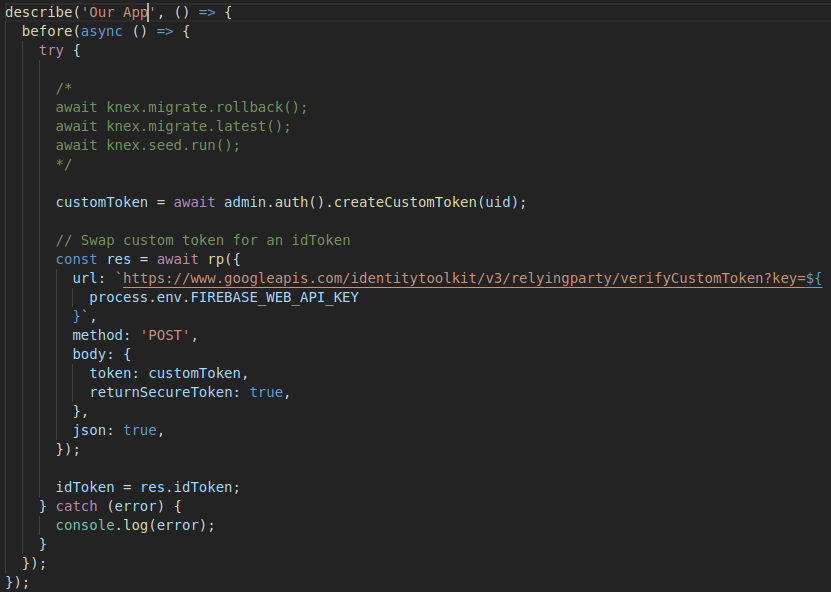 describe('Our App', () => {
  before(async () => {
    try {

      /*
      await knex.migrate.rollback();
      await knex.migrate.latest();
      await knex.seed.run();
      */

      customToken = await admin.auth().createCustomToken(uid);

      // Swap custom token for an idToken
      const res = await rp({
        url: `https://www.googleapis.com/identitytoolkit/v3/relyingparty/verifyCustomToken?key=${
          process.env.FIREBASE_WEB_API_KEY
        }`,
        method: 'POST',
        body: {
          token: customToken,
          returnSecureToken: true,
        },
        json: true,
      });

      idToken = res.idToken;
    } catch (error) {
      console.log(error);
    }
  });
});